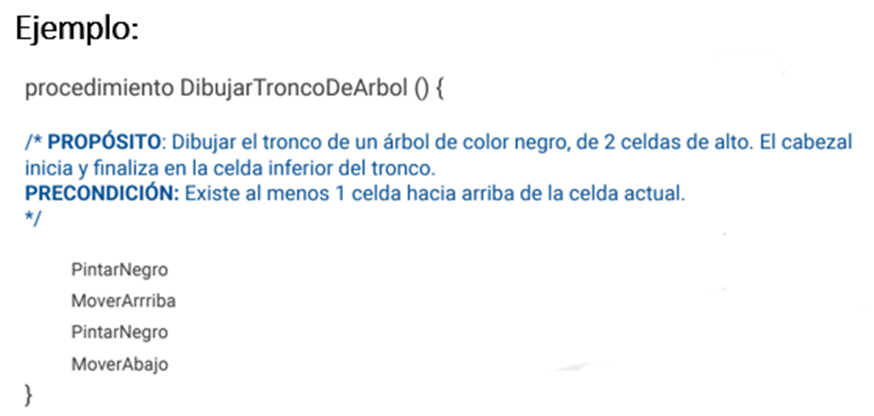 Ejemplo:
procedimiento DibujarTroncoDeArbol () {
/* PROPÓSITO: Dibujar el tronco de un árbol de color negro, de 2 celdas de alto. El cabezal
inicia y finaliza en la celda inferior del tronco.
PRECONDICIÓN: Existe al menos 1 celda hacia arriba de la celda actual.
*/
PintarNegro
MoverArrriba
PintarNegro
MoverAbajo
}